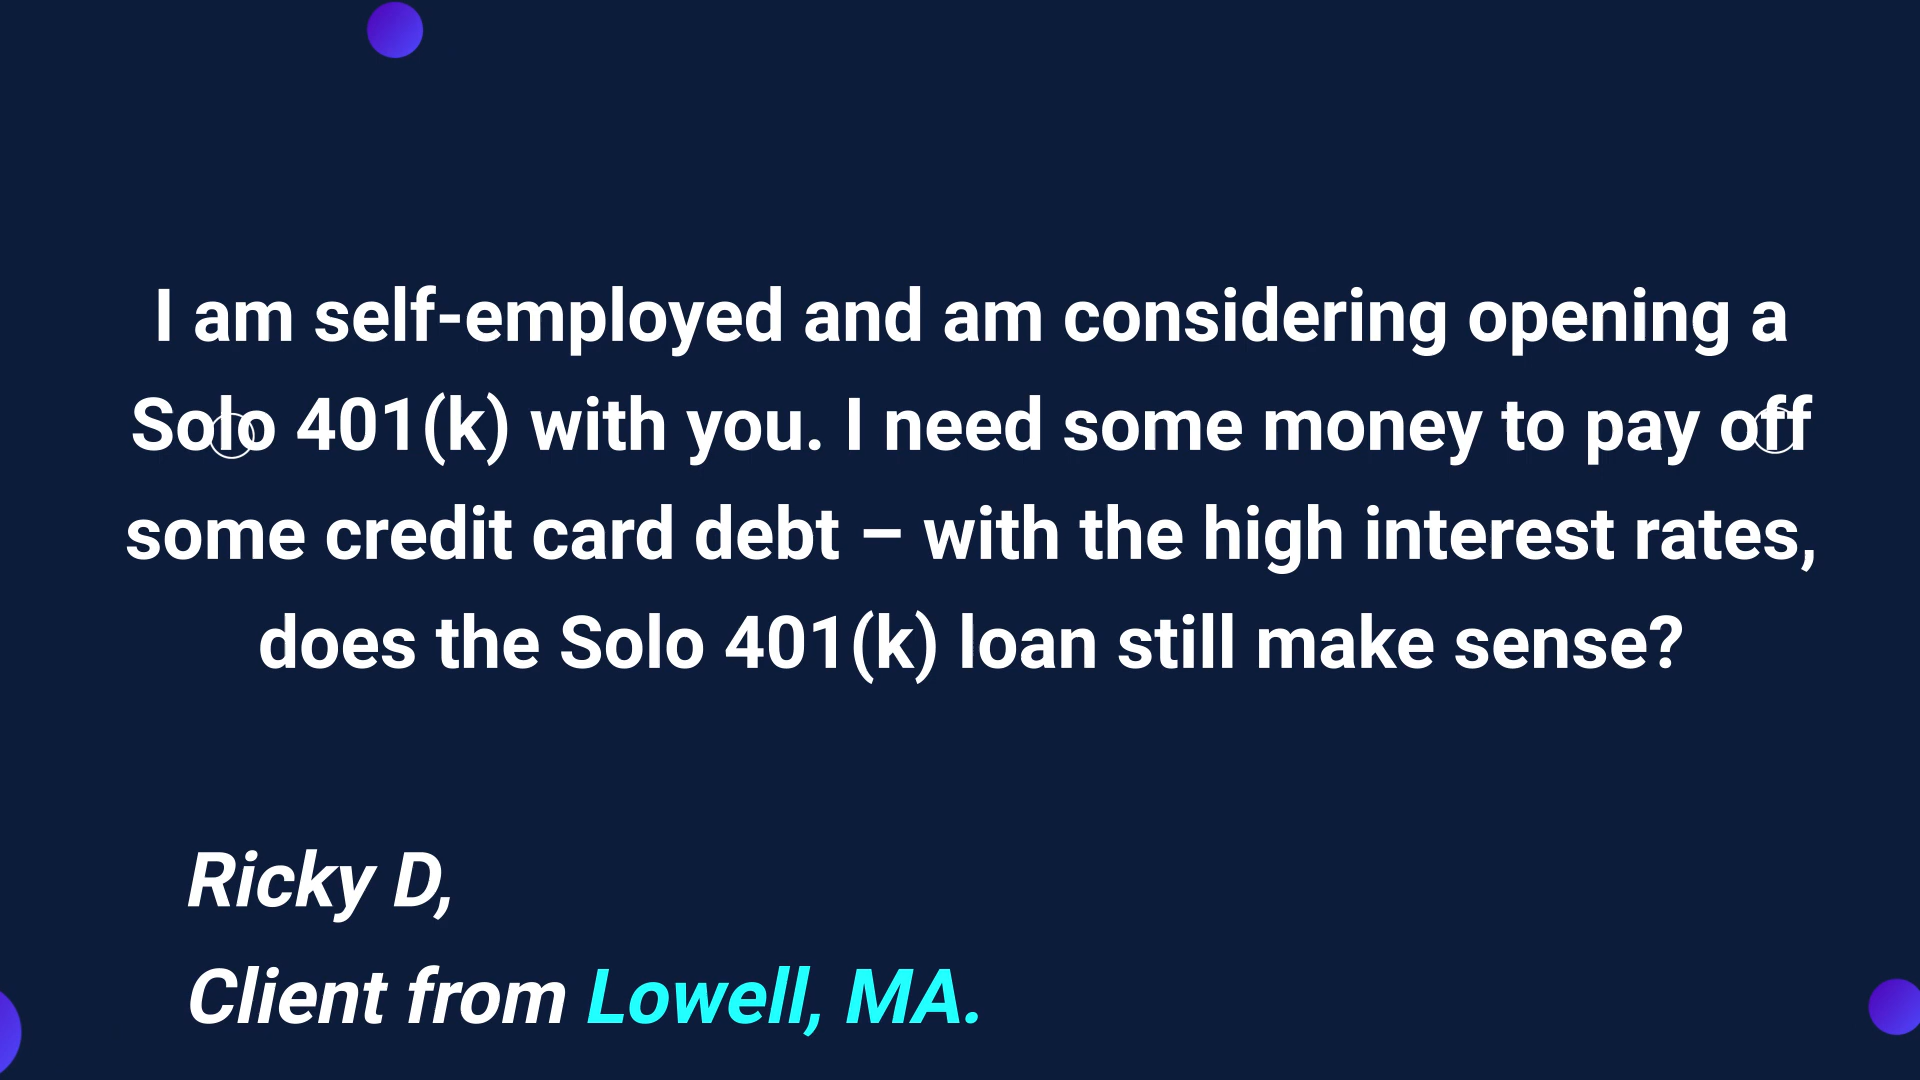 I am self-employed and am considering opening a
Solo 401(k) with you. I need some money to pay off
some credit card debt – with the high interest rates,
does the Solo 401(k) loan still make sense?
Ricky D,
Client from Lowell, MA.